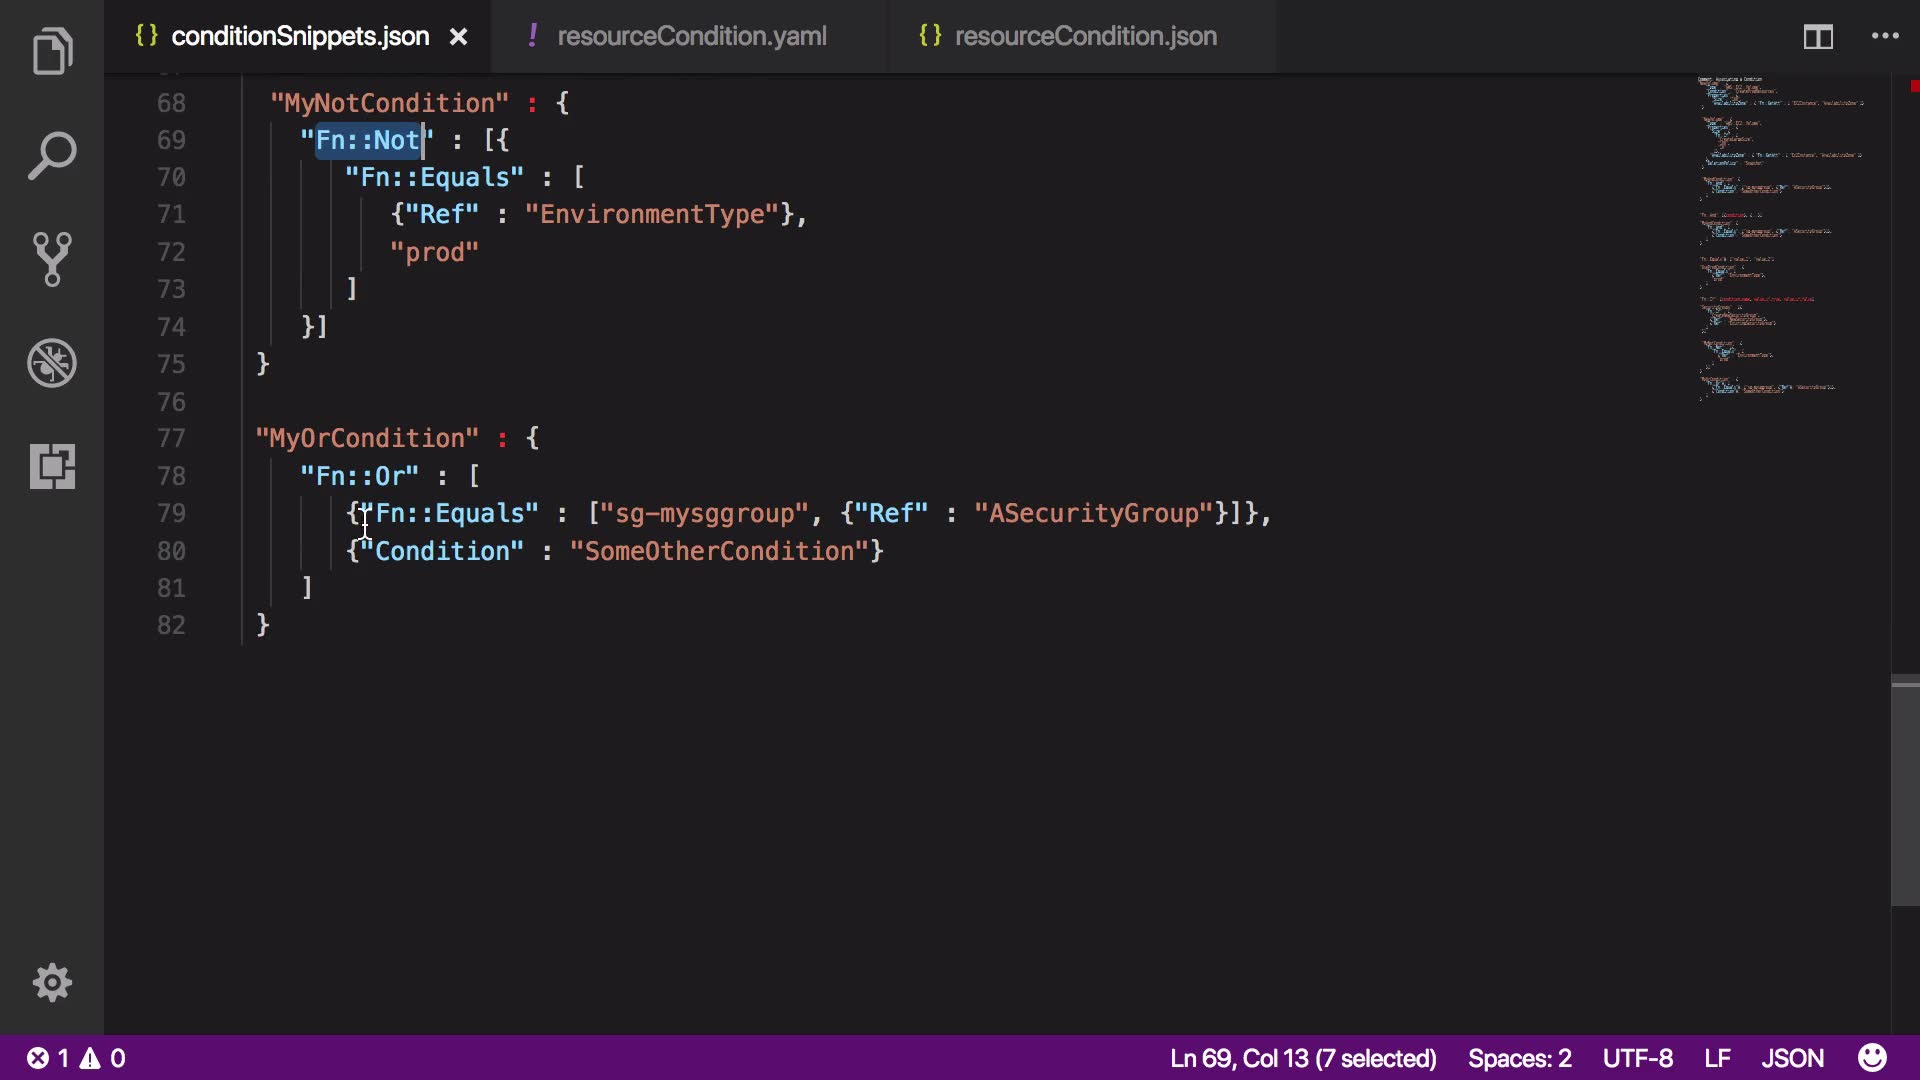 {} conditionSnippets.json × ! resourceCondition.yaml {} resourceCondition.json
68 "MyNotCondition" : {
69 "Fn::Not" : [{
70 "Fn::Equals" : [
71 {"Ref" : "EnvironmentType"},
72 "prod"
73 ]
74 }]
75 }
76
77 "MyOrCondition" : {
78 "Fn::Or" : [
79 {"Fn::Equals" : ["sg-mysggroup", {"Ref" : "ASecurityGroup"}]},
80 {"Condition" : "SomeOtherCondition"}
81 ]
82 }
1 0 Ln 69, Col 13 (7 selected) Spaces: 2 UTF-8 LF JSON